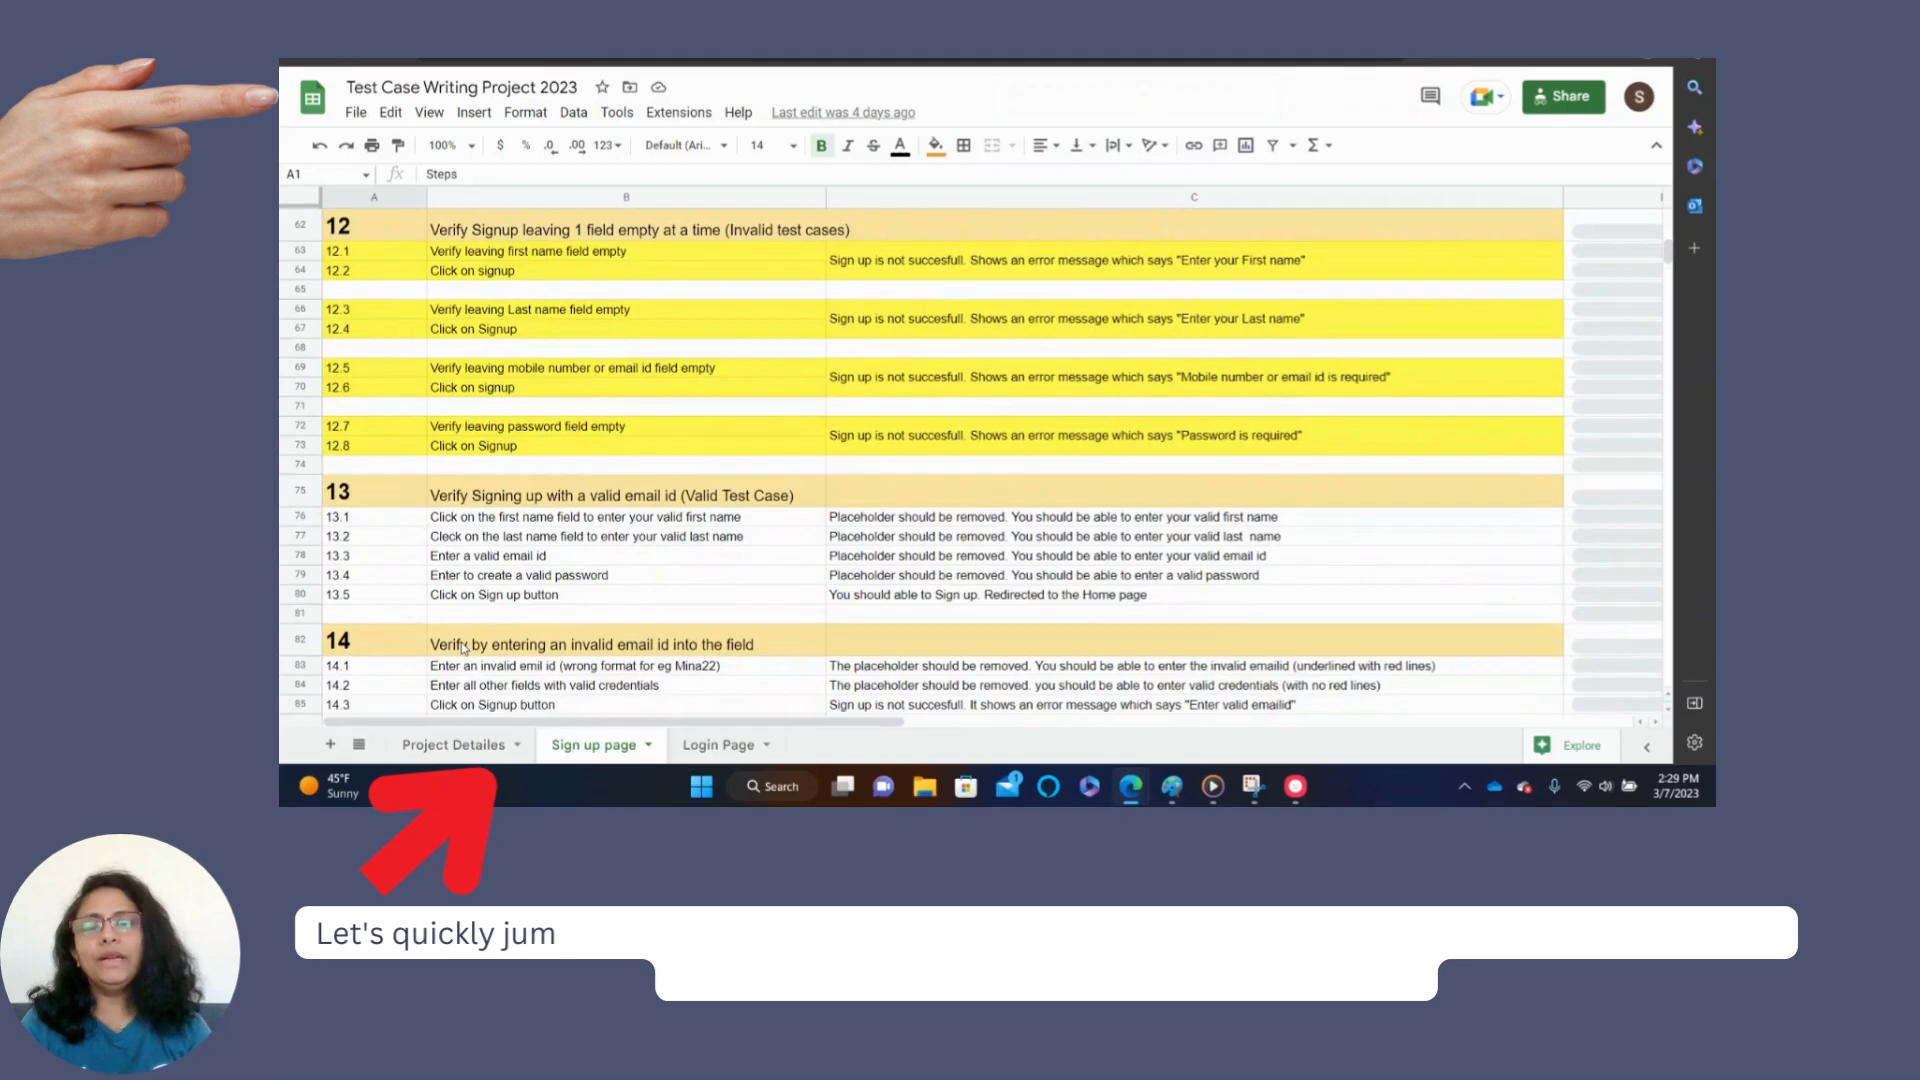 Test Case Writing Project 2023
File Edit View Insert Format Data Tools Extensions Help Last edit was 4 days ago
Share
S
100% $ % .0 .00 123 Default (Ari... 14 B I S A
A1 fx Steps
A B C
62 12 Verify Signup leaving 1 field empty at a time (Invalid test cases)
63 12.1 Verify leaving first name field empty
Sign up is not succesfull. Shows an error message which says "Enter your First name"
64 12.2 Click on signup
65
66 12.3 Verify leaving Last name field empty
Sign up is not succesfull. Shows an error message which says "Enter your Last name"
67 12.4 Click on Signup
68
69 12.5 Verify leaving mobile number or email id field empty
Sign up is not succesfull. Shows an error message which says "Mobile number or email id is required"
70 12.6 Click on signup
71
72 12.7 Verify leaving password field empty
Sign up is not succesfull. Shows an error message which says "Password is required"
73 12.8 Click on Signup
74
75 13 Verify Signing up with a valid email id (Valid Test Case)
76 13.1 Click on the first name field to enter your valid first name Placeholder should be removed. You should be able to enter your valid first name
77 13.2 Cleck on the last name field to enter your valid last name Placeholder should be removed. You should be able to enter your valid last name
78 13.3 Enter a valid email id Placeholder should be removed. You should be able to enter your valid email id
79 13.4 Enter to create a valid password Placeholder should be removed. You should be able to enter a valid password
80 13.5 Click on Sign up button You should able to Sign up. Redirected to the Home page
81
82 14 Verify by entering an invalid email id into the field
83 14.1 Enter an invalid emil id (wrong format for eg Mina22) The placeholder should be removed. You should be able to enter the invalid emailid (underlined with red lines)
84 14.2 Enter all other fields with valid credentials The placeholder should be removed. you should be able to enter valid credentials (with no red lines)
85 14.3 Click on Signup button Sign up is not succesfull. It shows an error message which says "Enter valid emailid"
Project Detailes Sign up page Login Page Explore
45°F
Sunny
Search
1
2:29 PM
3/7/2023
Let's quickly jum